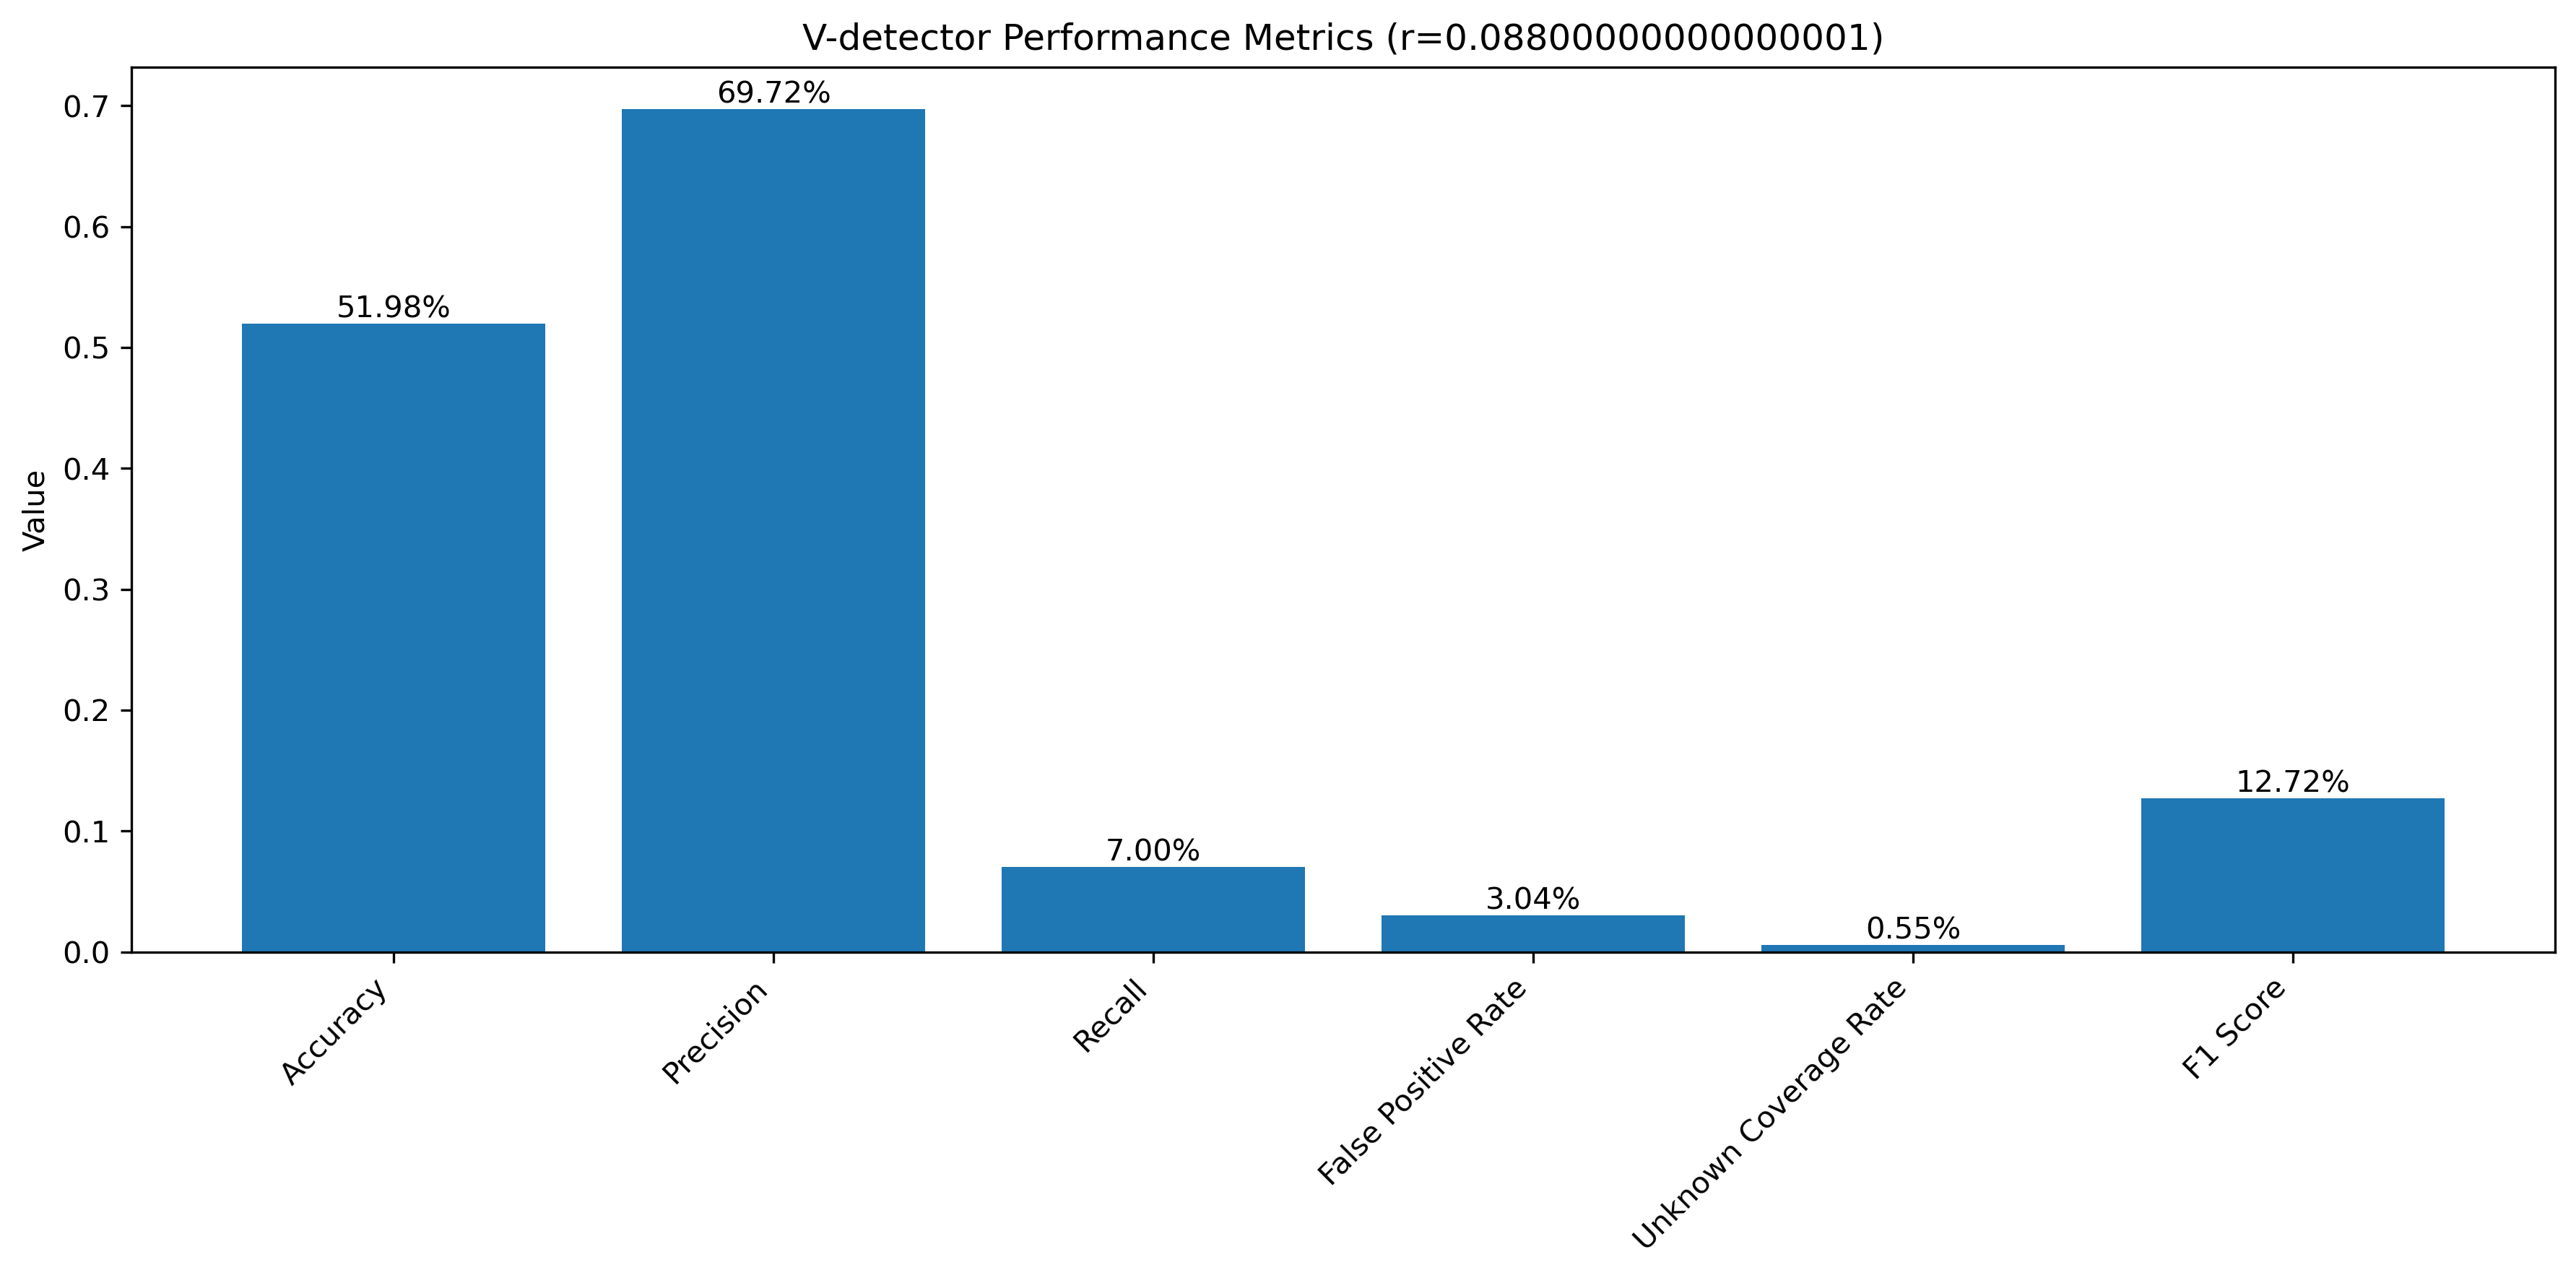 V-detector Performance Metrics (r=0.08800000000000001)
Value
0.7
0.6
0.5
0.4
0.3
0.2
0.1
0.0
51.98%
69.72%
7.00%
3.04%
0.55%
12.72%
Accuracy
Precision
Recall
False Positive Rate
Unknown Coverage Rate
F1 Score